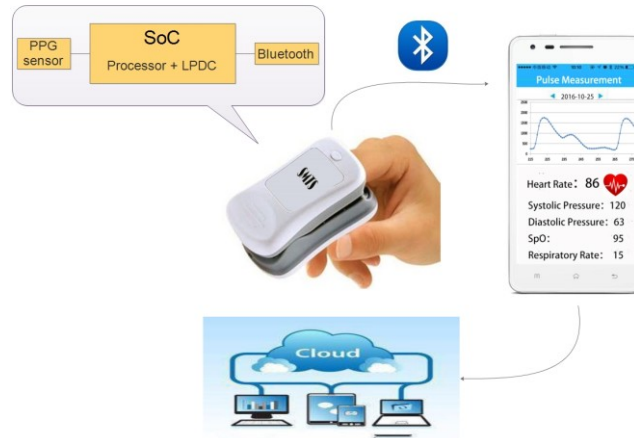 SoC
PPG
sensor
Processor + LPDC
Bluetooth
Pulse Measurement
2016-10-25
Heart Rate: 86
Systolic Pressure: 120
Diastolic Pressure: 63
SpO: 95
Respiratory Rate: 15
SMIS
Cloud